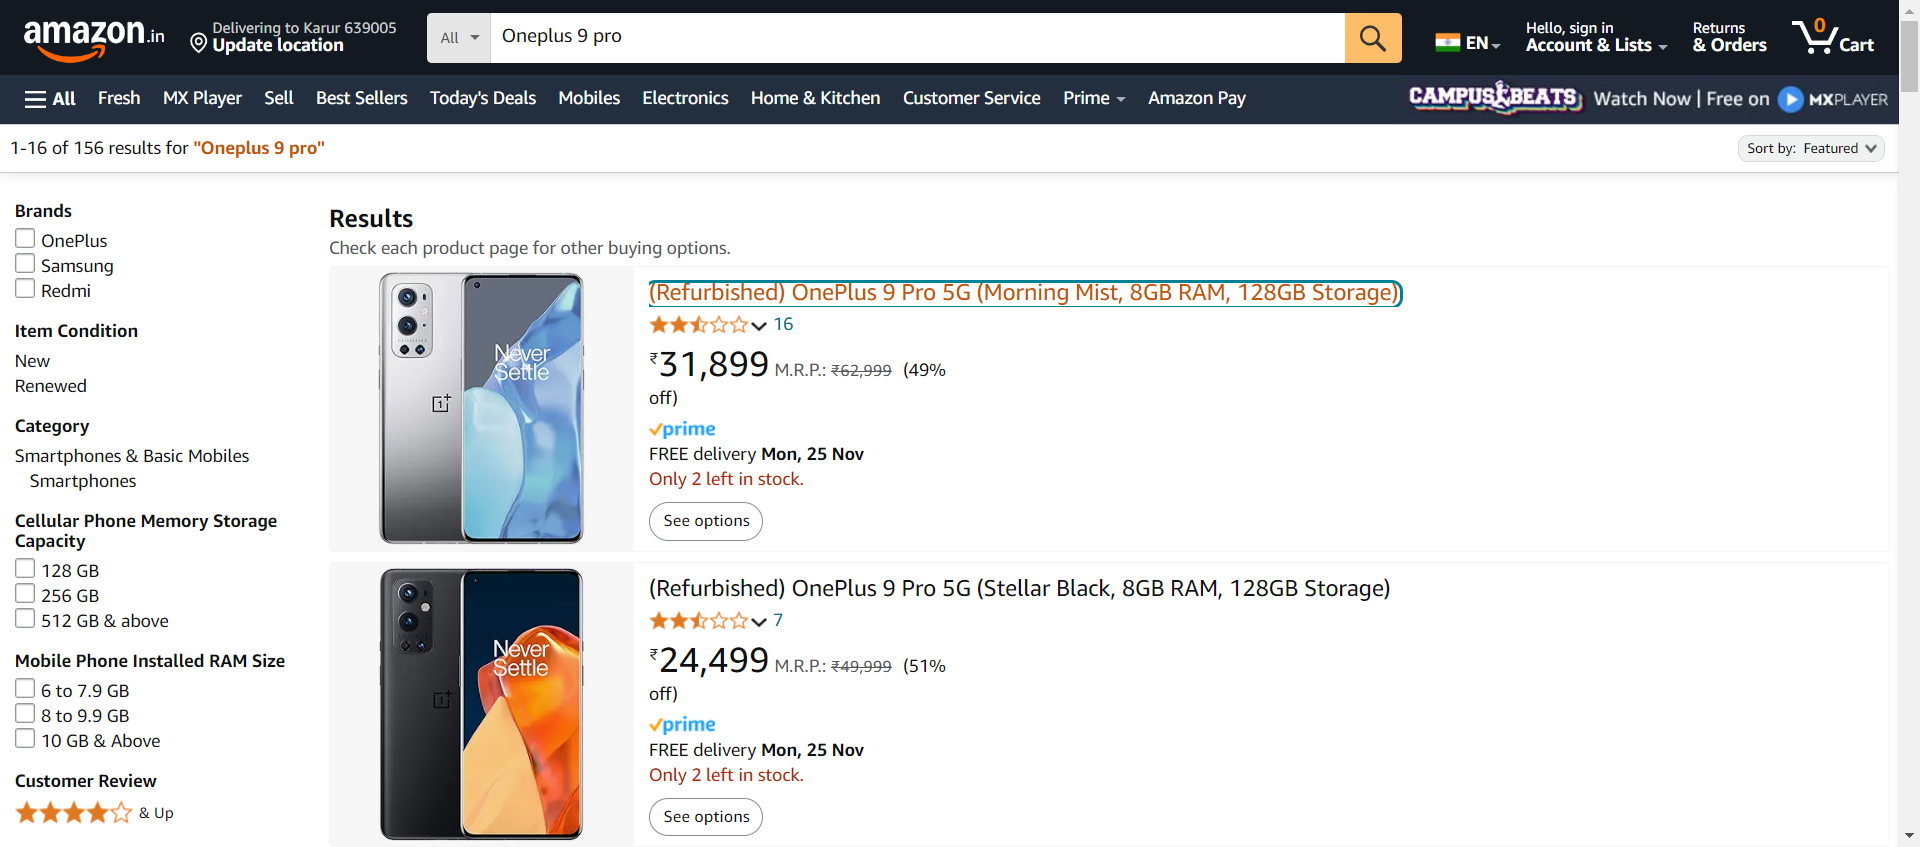 amazon.in
Delivering to Karur 639005
Update location
All
Oneplus 9 pro
EN
Hello, sign in
Account & Lists
Returns
& Orders
0
Cart
All
Fresh
MX Player
Sell
Best Sellers
Today's Deals
Mobiles
Electronics
Home & Kitchen
Customer Service
Prime
Amazon Pay
CAMPUS BEATS
Watch Now | Free on
MXPLAYER
1-16 of 156 results for "Oneplus 9 pro"
Sort by: Featured
Brands
OnePlus
Samsung
Redmi
Item Condition
New
Renewed
Category
Smartphones & Basic Mobiles
Smartphones
Cellular Phone Memory Storage
Capacity
128 GB
256 GB
512 GB & above
Mobile Phone Installed RAM Size
6 to 7.9 GB
8 to 9.9 GB
10 GB & Above
Customer Review
& Up
Results
Check each product page for other buying options.
Never
Settle
(Refurbished) OnePlus 9 Pro 5G (Morning Mist, 8GB RAM, 128GB Storage)
16
₹31,899 M.R.P.: ₹62,999 (49%
off)
prime
FREE delivery Mon, 25 Nov
Only 2 left in stock.
See options
Never
Settle
(Refurbished) OnePlus 9 Pro 5G (Stellar Black, 8GB RAM, 128GB Storage)
7
₹24,499 M.R.P.: ₹49,999 (51%
off)
prime
FREE delivery Mon, 25 Nov
Only 2 left in stock.
See options